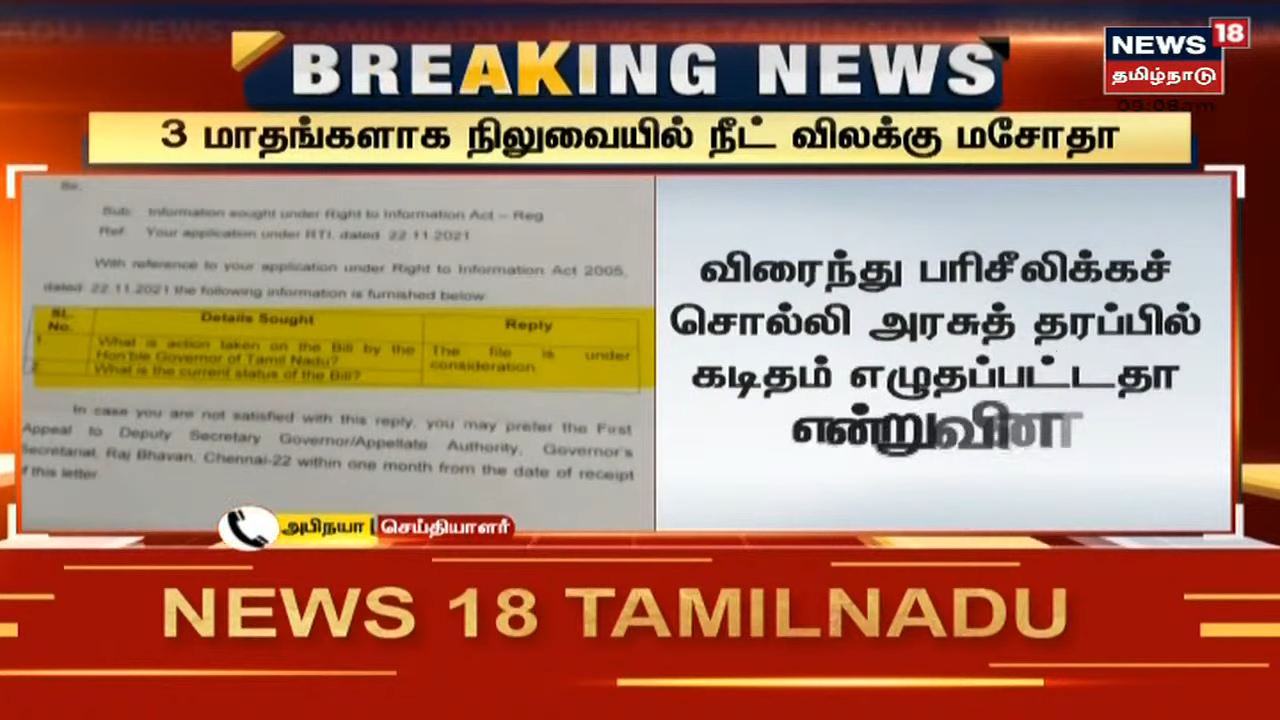 BREAKING NEWS
NEWS 18
தமிழ்நாடு
09:08am
3 மாதங்களாக நிலுவையில் நீட் விலக்கு மசோதா
Sir,
Sub: Information sought under Right to Information Act – Reg
Ref: Your application under RTI, dated 22.11.2021
With reference to your application under Right to Information Act 2005,
dated 22.11.2021 the following information is furnished below
Sl. No. Details Sought Reply
1 What is action taken on the Bill by the Hon'ble Governor of Tamil Nadu? The file is under consideration
2 What is the current status of the Bill?
In case you are not satisfied with this reply, you may prefer the First
Appeal to Deputy Secretary Governor/Appellate Authority, Governor's
Secretariat, Raj Bhavan, Chennai-22 within one month from the date of receipt
of this letter
விரைந்து பரிசீலிக்கச்
சொல்லி அரசுத் தரப்பில்
கடிதம் எழுதப்பட்டதா
என்றுவினா
அபிநயா | செய்தியாளர்
NEWS 18 TAMILNADU